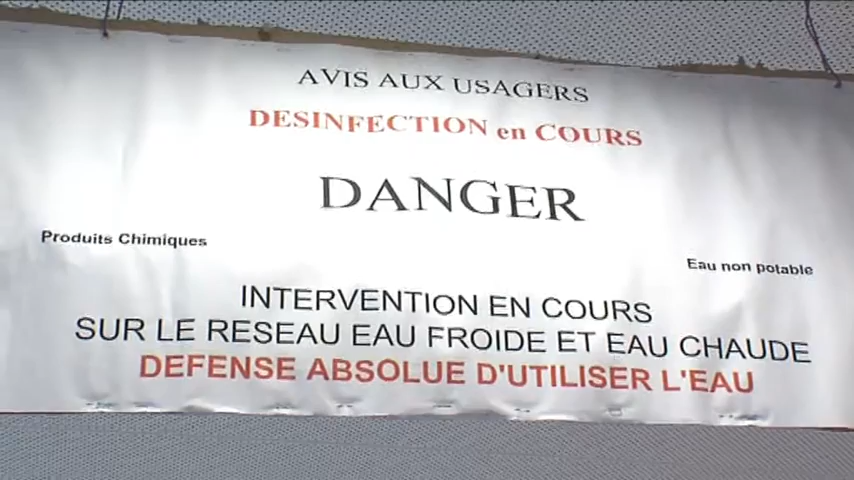 AVIS AUX USAGERS
DESINFECTION en COURS
DANGER
Produits Chimiques
Eau non potable
INTERVENTION EN COURS
SUR LE RESEAU EAU FROIDE ET EAU CHAUDE
DEFENSE ABSOLUE D'UTILISER L'EAU